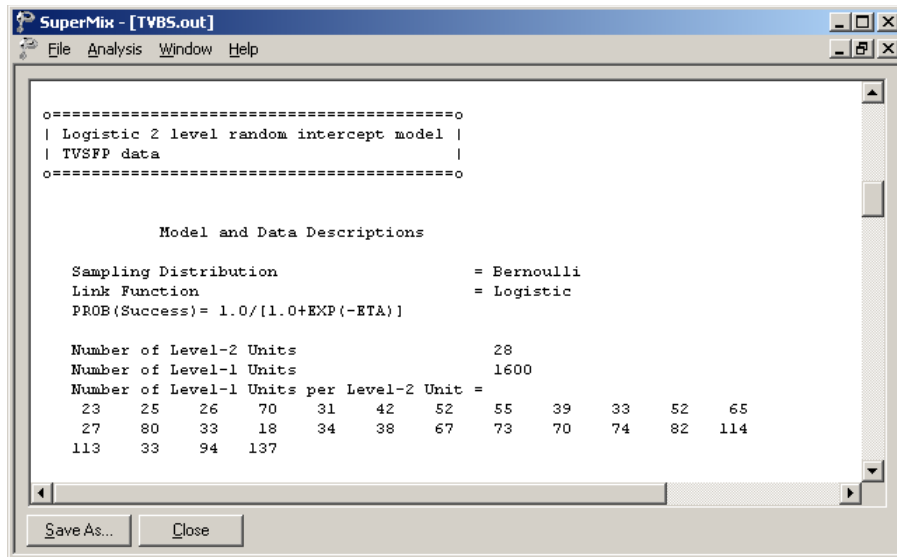 SuperMix - [TVBS.out]
File Analysis Window Help
o=========================================o
| Logistic 2 level random intercept model |
| TVSFP data |
o=========================================o
Model and Data Descriptions
Sampling Distribution = Bernoulli
Link Function = Logistic
PROB(Success)= 1.0/[1.0+EXP(-ETA)]
Number of Level-2 Units 28
Number of Level-1 Units 1600
Number of Level-1 Units per Level-2 Unit =
23 25 26 70 31 42 52 55 39 33 52 65
27 80 33 18 34 38 67 73 70 74 82 114
113 33 94 137
Save As... Close